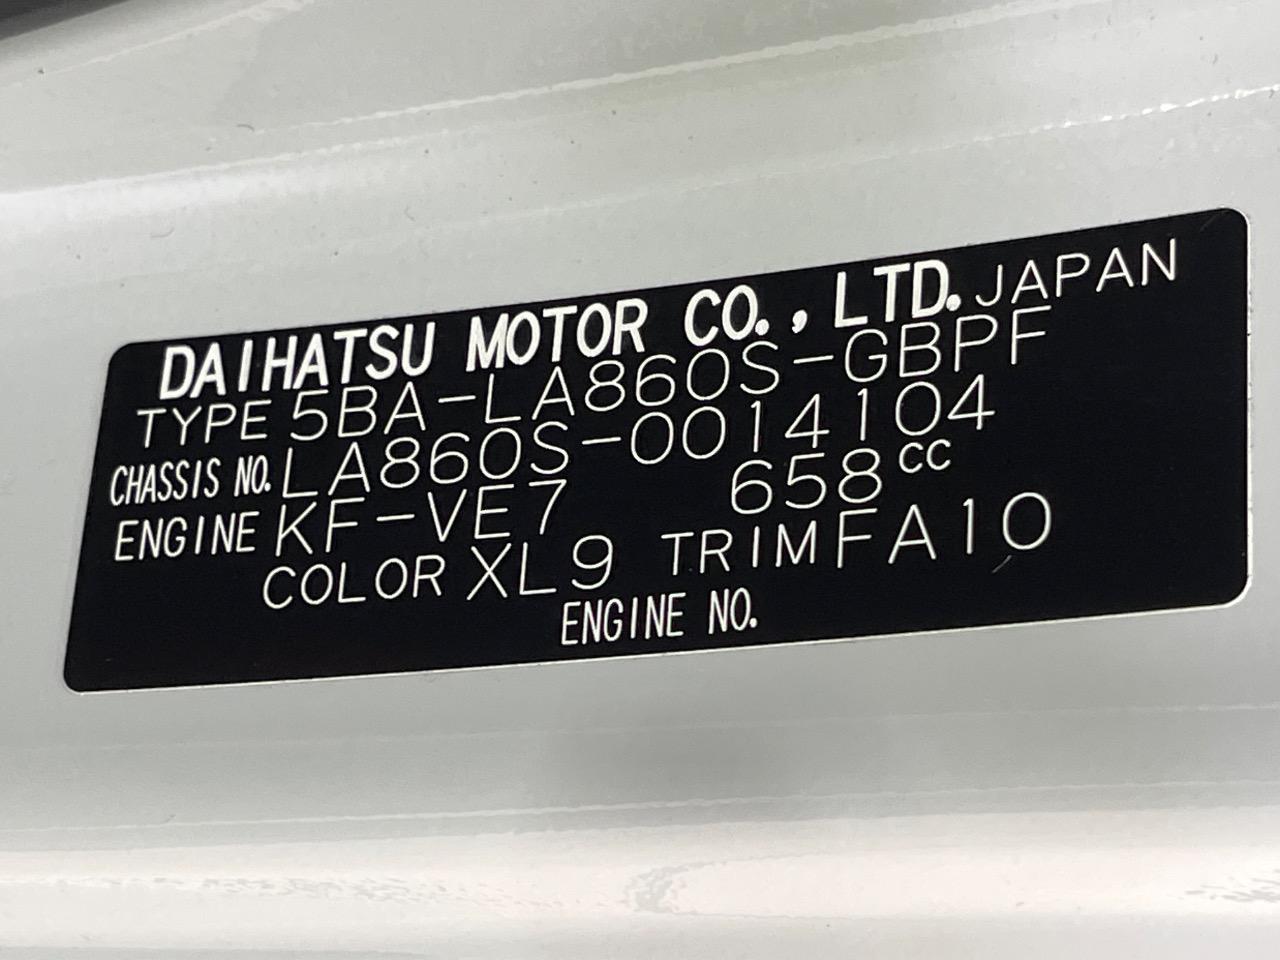 DAIHATSU MOTOR CO., LTD. JAPAN
TYPE 5BA-LA860S-GBPF
CHASSIS NO. LA860S-0014104
ENGINE KF-VE7 658CC
COLOR XL9 TRIM FA10
ENGINE NO.